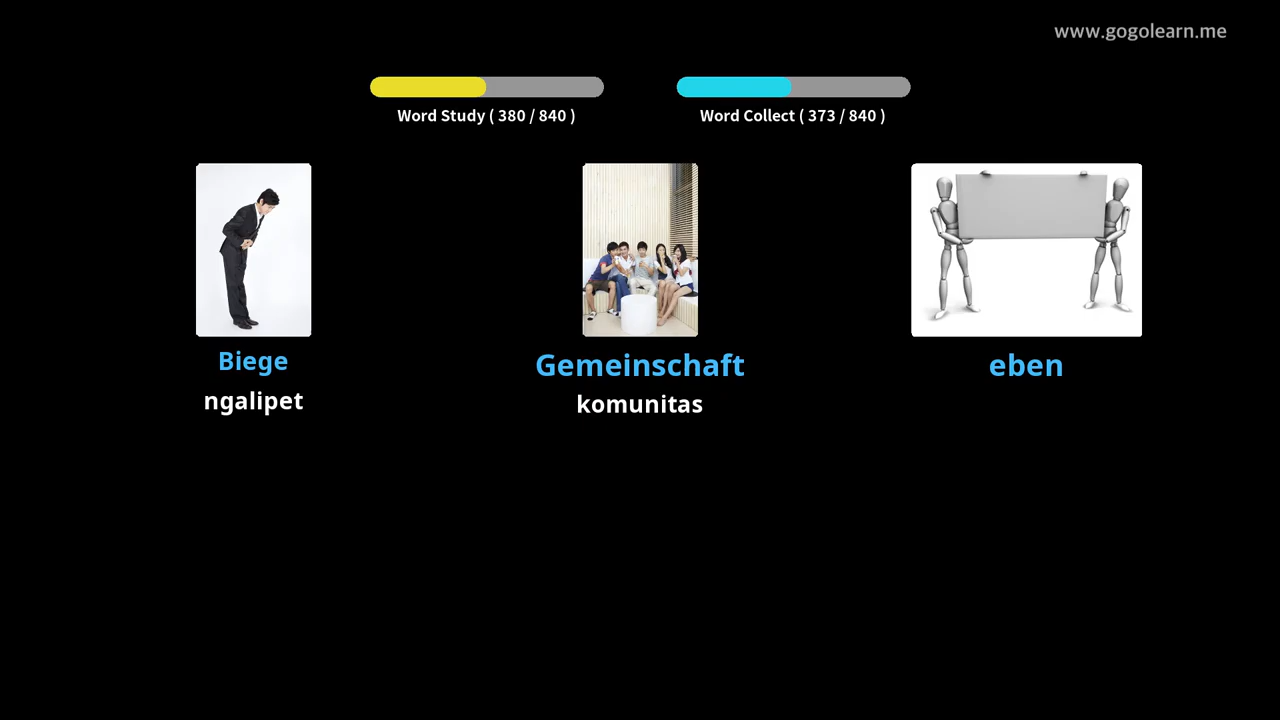 www.gogolearn.me
Word Study ( 380 / 840 )
Word Collect ( 373 / 840 )
Biege
ngalipet
Gemeinschaft
komunitas
eben